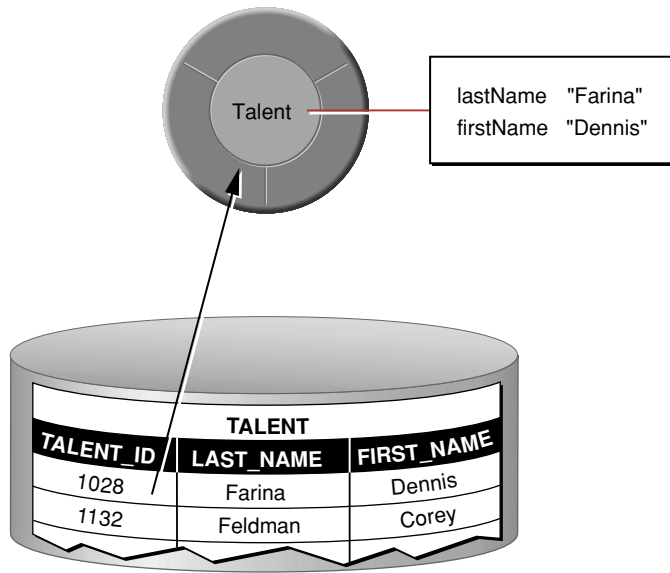 Talent
lastName "Farina"
firstName "Dennis"
TALENT
TALENT_ID LAST_NAME FIRST_NAME
1028 Farina Dennis
1132 Feldman Corey